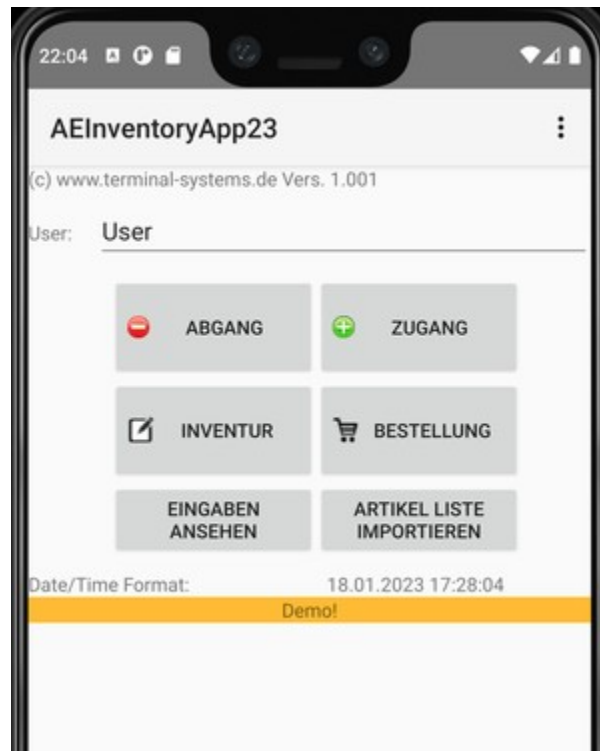 22:04
AEInventoryApp23
(c) www.terminal-systems.de Vers. 1.001
User: User
ABGANG
ZUGANG
INVENTUR
BESTELLUNG
EINGABEN
ANSEHEN
ARTIKEL LISTE
IMPORTIEREN
Date/Time Format: 18.01.2023 17:28:04
Demo!